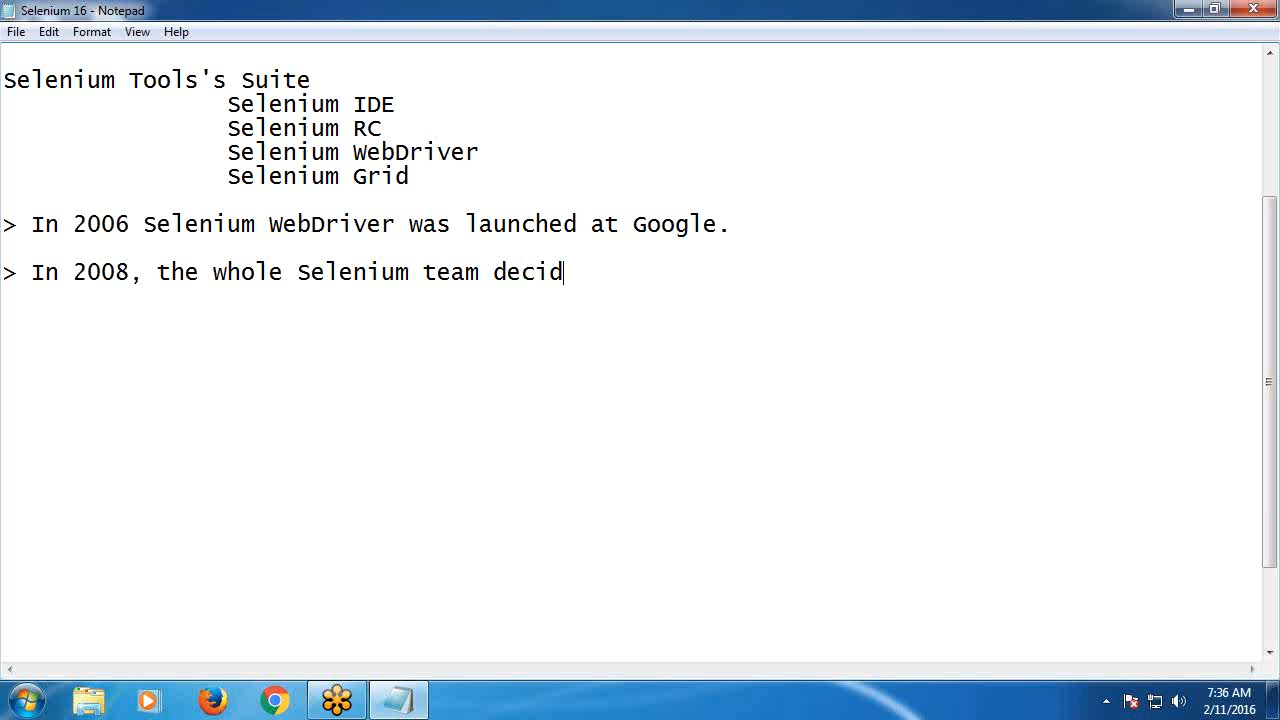 Selenium 16 - Notepad
File Edit Format View Help
Selenium Tools's Suite
Selenium IDE
Selenium RC
Selenium WebDriver
Selenium Grid
> In 2006 Selenium WebDriver was launched at Google.
> In 2008, the whole Selenium team decid
7:36 AM
2/11/2016